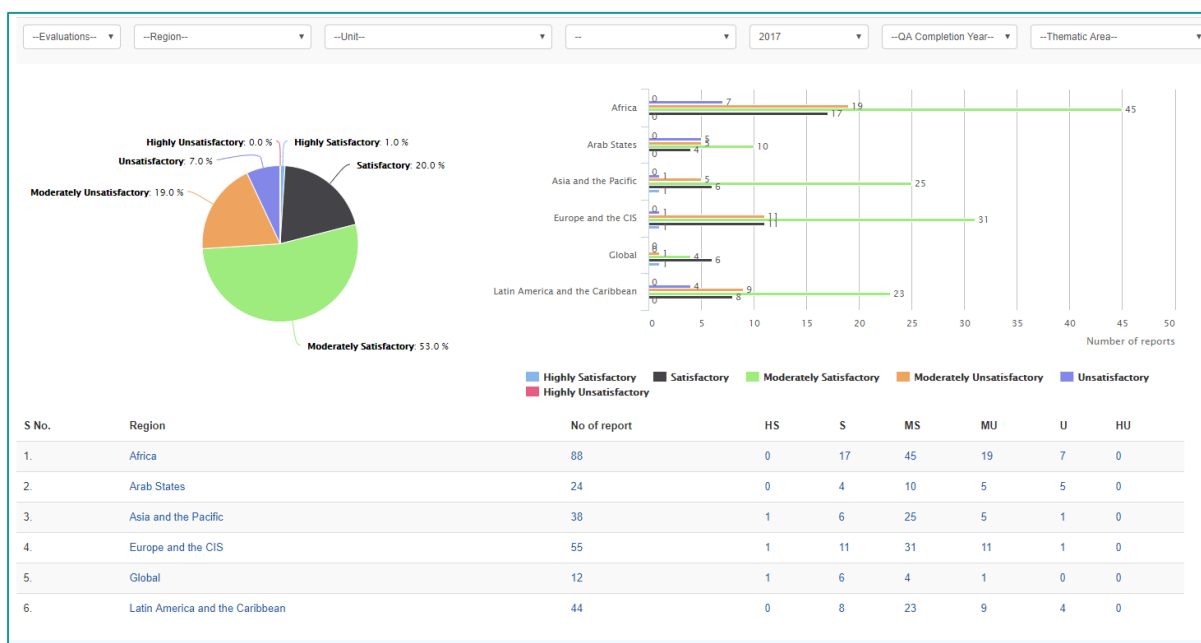 --Evaluations-- --Region-- --Unit-- -- 2017 --QA Completion Year-- --Thematic Area--
Highly Unsatisfactory: 0.0 %
Highly Satisfactory: 1.0 %
Unsatisfactory: 7.0 %
Satisfactory: 20.0 %
Moderately Unsatisfactory: 19.0 %
Moderately Satisfactory: 53.0 %
Africa 0 7 19 45 17 0
Arab States 0 5 5 10 4 0
Asia and the Pacific 0 1 5 25 6 1
Europe and the CIS 0 1 11 31 11 1
Global 0 0 1 4 6 1
Latin America and the Caribbean 0 4 9 23 8 0
0 5 10 15 20 25 30 35 40 45 50
Number of reports
Highly Satisfactory Satisfactory Moderately Satisfactory Moderately Unsatisfactory Unsatisfactory
Highly Unsatisfactory
S No. Region No of report HS S MS MU U HU
1. Africa 88 0 17 45 19 7 0
2. Arab States 24 0 4 10 5 5 0
3. Asia and the Pacific 38 1 6 25 5 1 0
4. Europe and the CIS 55 1 11 31 11 1 0
5. Global 12 1 6 4 1 0 0
6. Latin America and the Caribbean 44 0 8 23 9 4 0